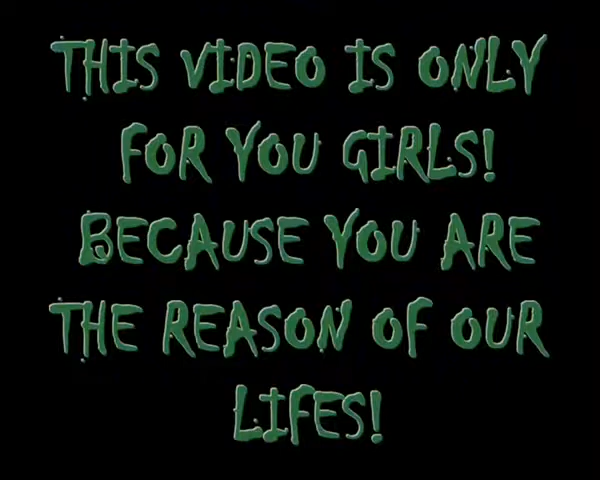 THIS VIDEO IS ONLY
FOR YOU GIRLS!
BECAUSE YOU ARE
THE REASON OF OUR
LIFES!